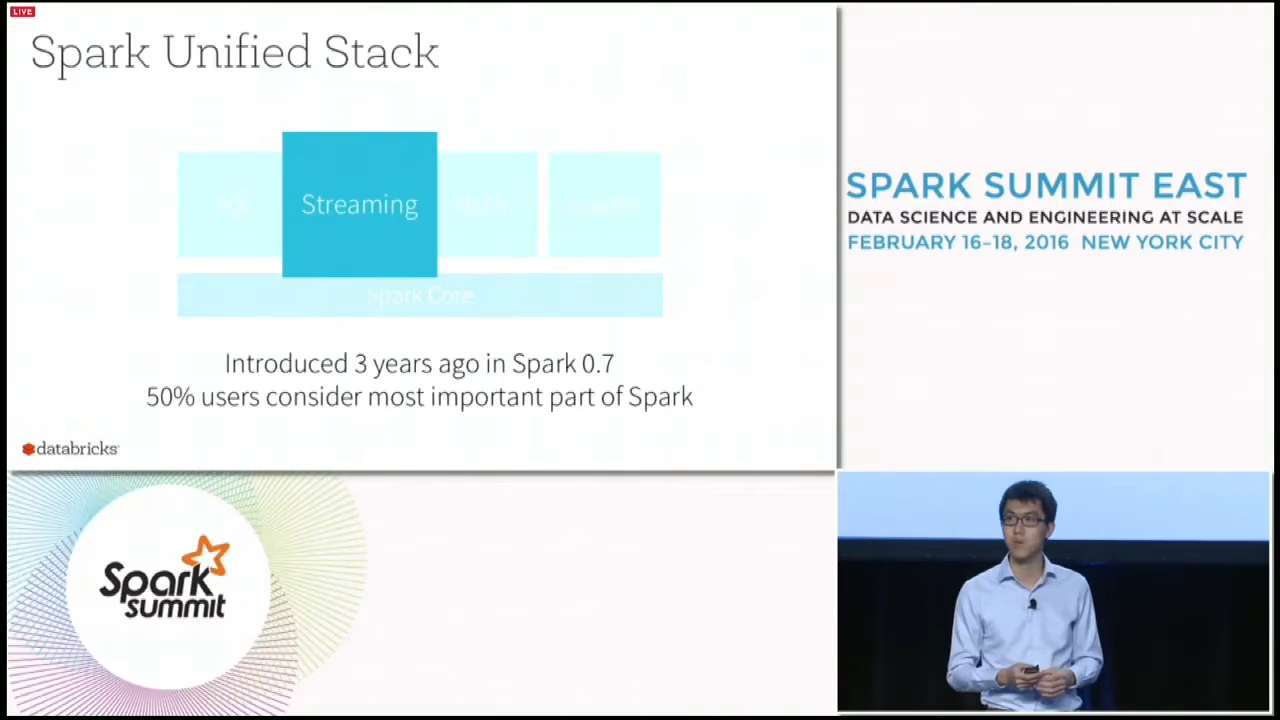 LIVE
Spark Unified Stack
Streaming
Spark Core
Introduced 3 years ago in Spark 0.7
50% users consider most important part of Spark
databricks
SPARK SUMMIT EAST
DATA SCIENCE AND ENGINEERING AT SCALE
FEBRUARY 16-18, 2016 NEW YORK CITY
Spark
summit